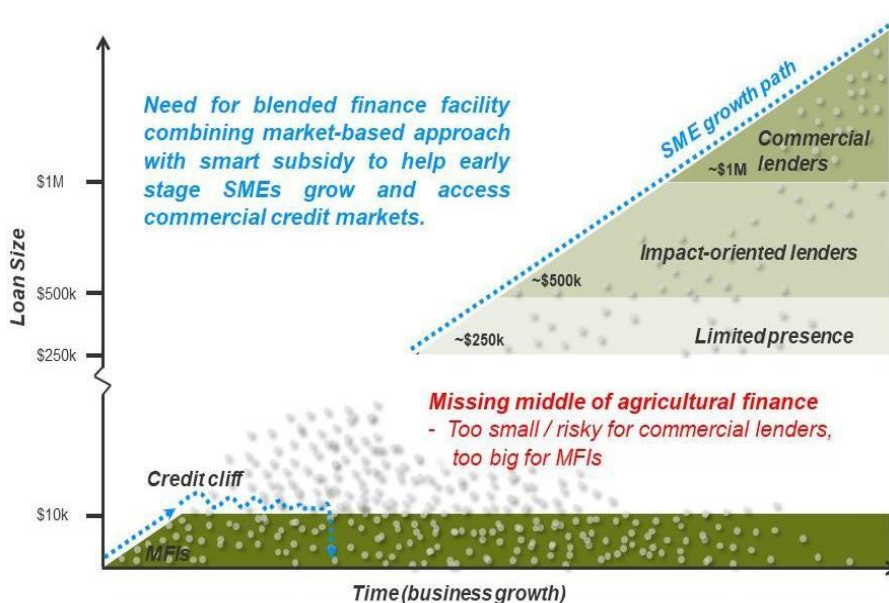 Need for blended finance facility
combining market-based approach
with smart subsidy to help early
stage SMEs grow and access
commercial credit markets.
SME growth path
Commercial
lenders
~$1M
$1M
Loan Size
Impact-oriented lenders
~$500k
$500k
Limited presence
~$250k
$250k
Missing middle of agricultural finance
- Too small / risky for commercial lenders,
too big for MFIs
Credit cliff
$10k
MFIs
Time (business growth)